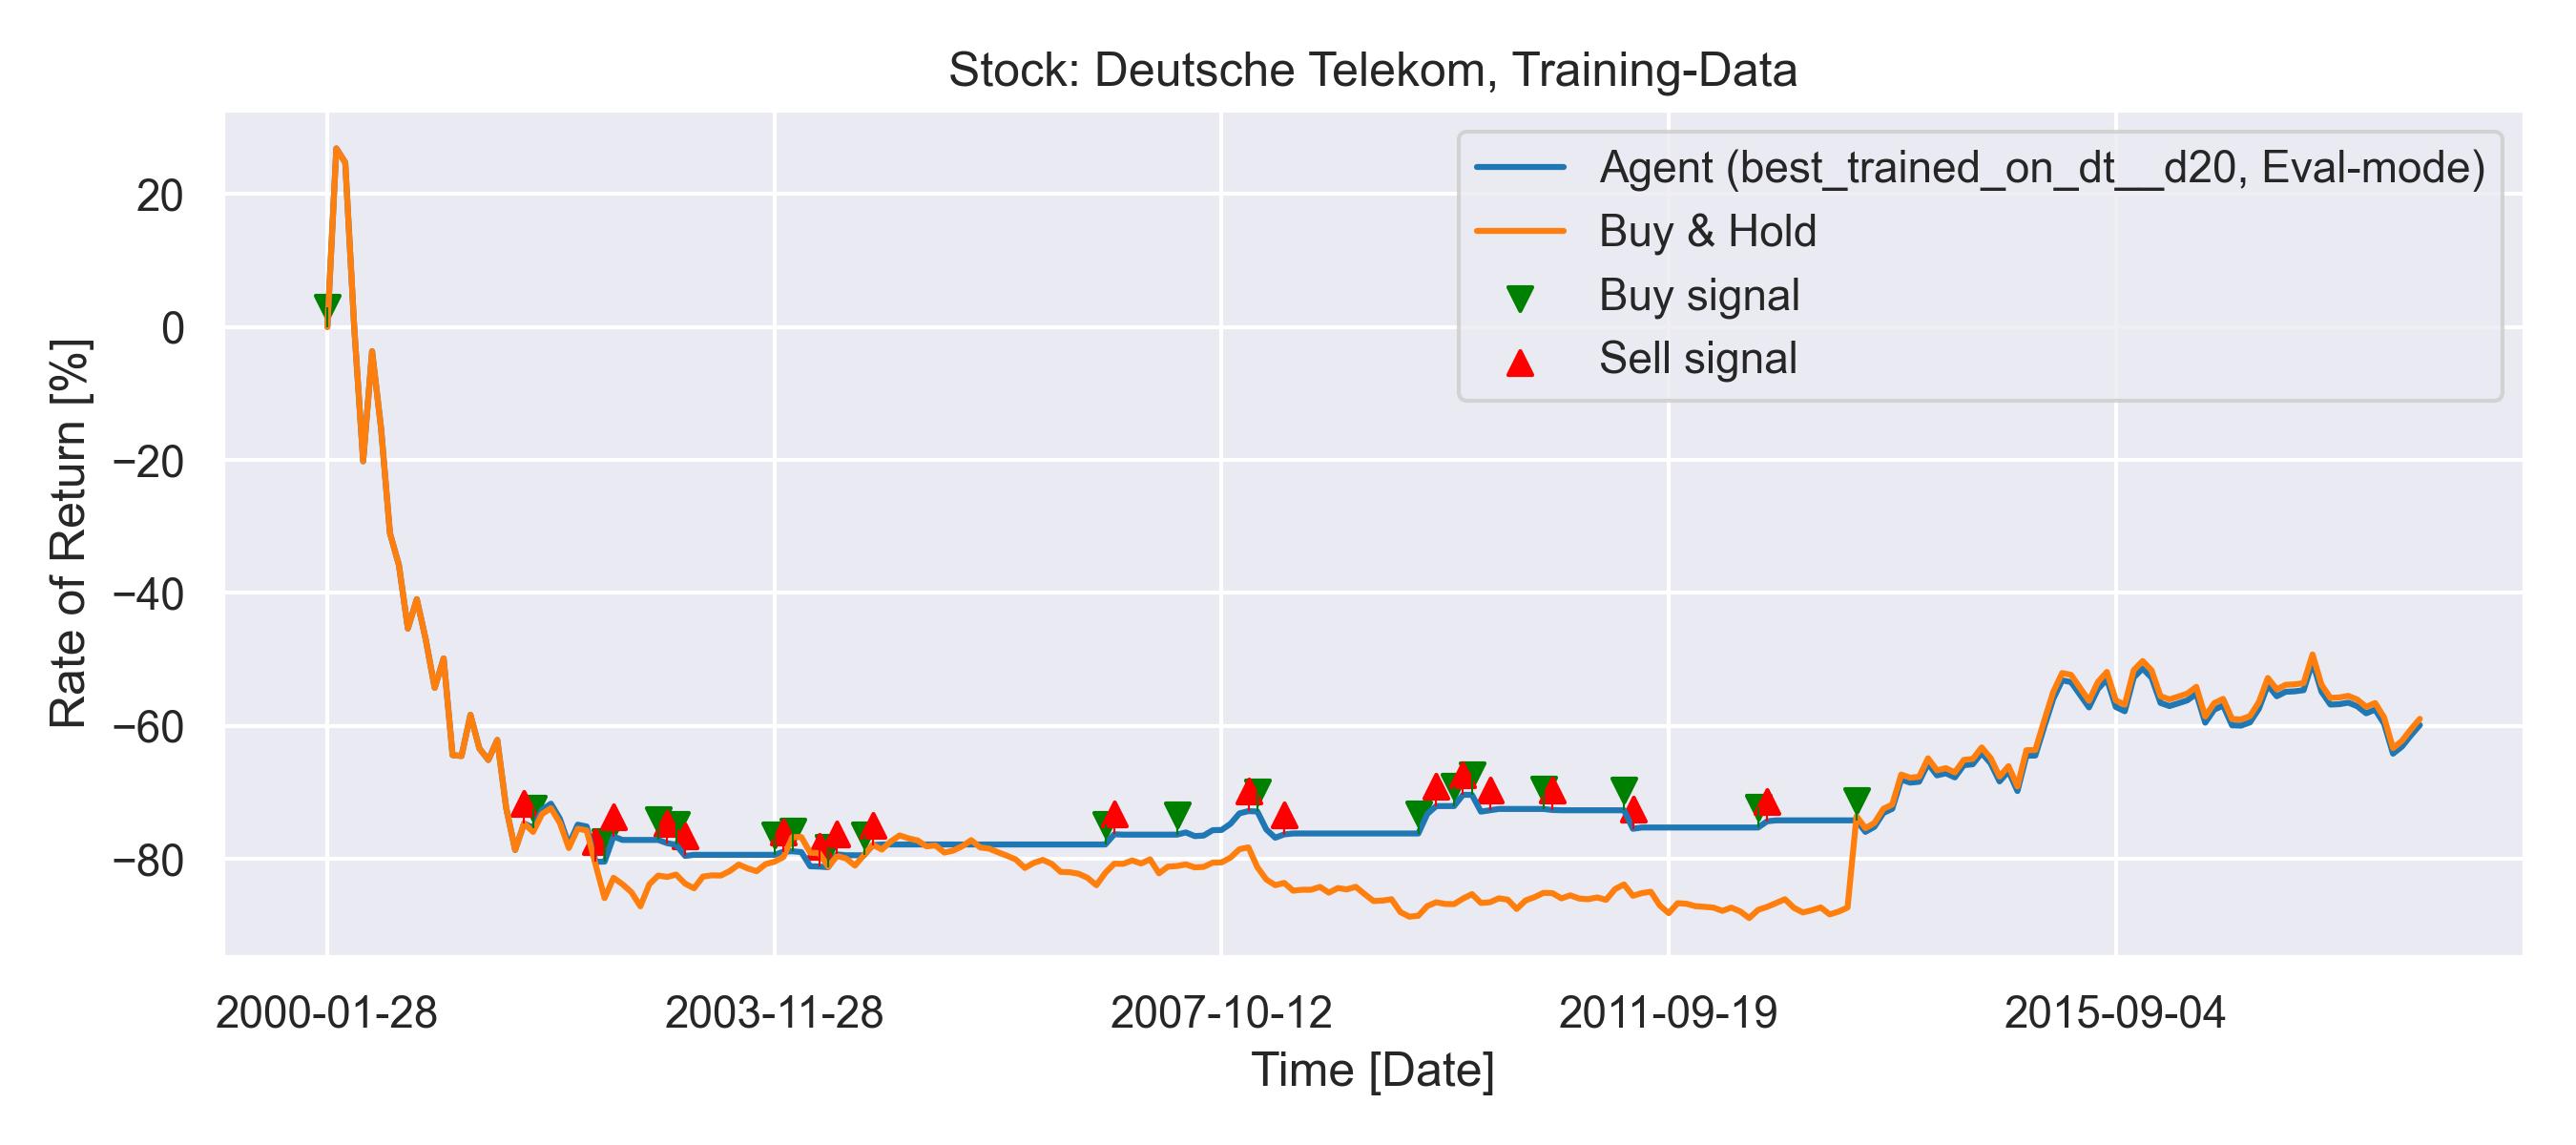 Stock: Deutsche Telekom, Training-Data
Agent (best_trained_on_dt__d20, Eval-mode)
Buy & Hold
Buy signal
Sell signal
Rate of Return [%]
20
0
−20
−40
−60
−80
2000-01-28 2003-11-28 2007-10-12 2011-09-19 2015-09-04
Time [Date]